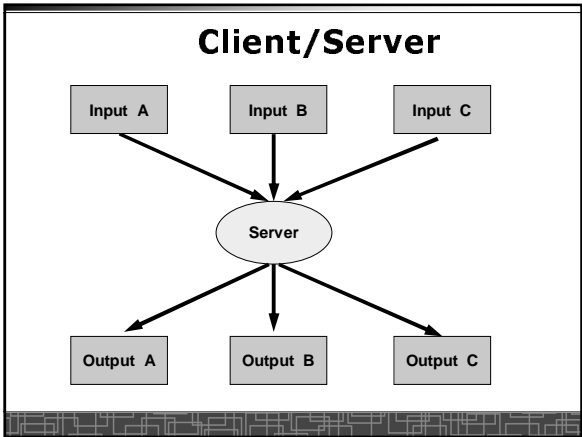 Client/Server
Input A
Input B
Input C
Server
Output A
Output B
Output C